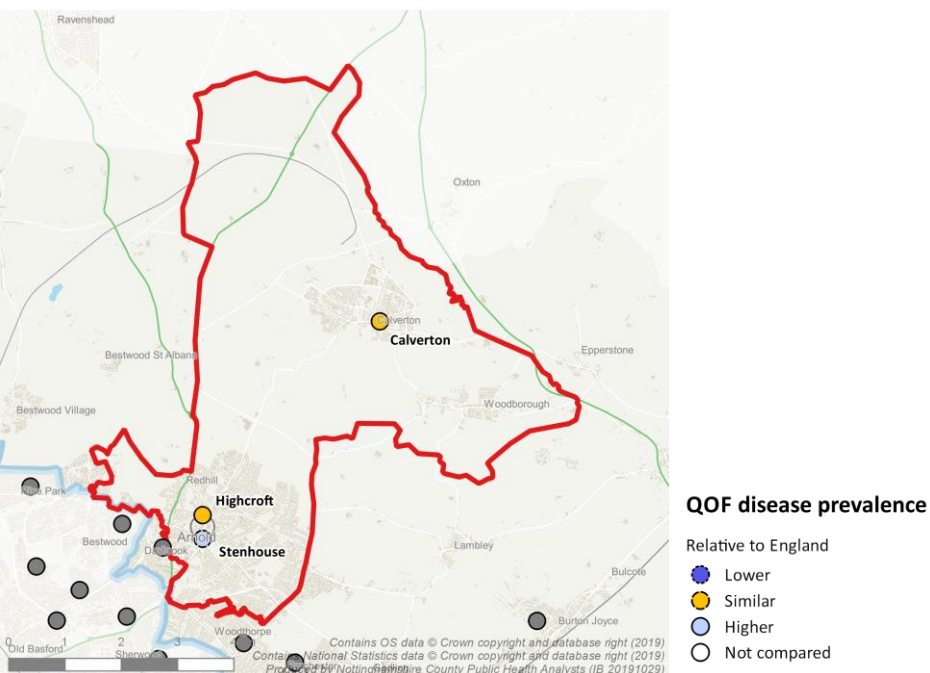 Ravenshead
Oxton
Calverton
Calverton
Epperstone
Bestwood St Albans
Woodborough
Bestwood Village
Redhill
Park
Highcroft
Arnold
Bestwood
Stenhouse
Lambley
Bulcote
Burton Joyce
Woodthorpe
0 1 2 3
Old Basford
Contains OS data © Crown copyright and database right (2019)
Contains National Statistics data © Crown copyright and database right (2019)
Produced by Nottinghamshire County Public Health Analysts (IB 20191029)
QOF disease prevalence
Relative to England
Lower
Similar
Higher
Not compared